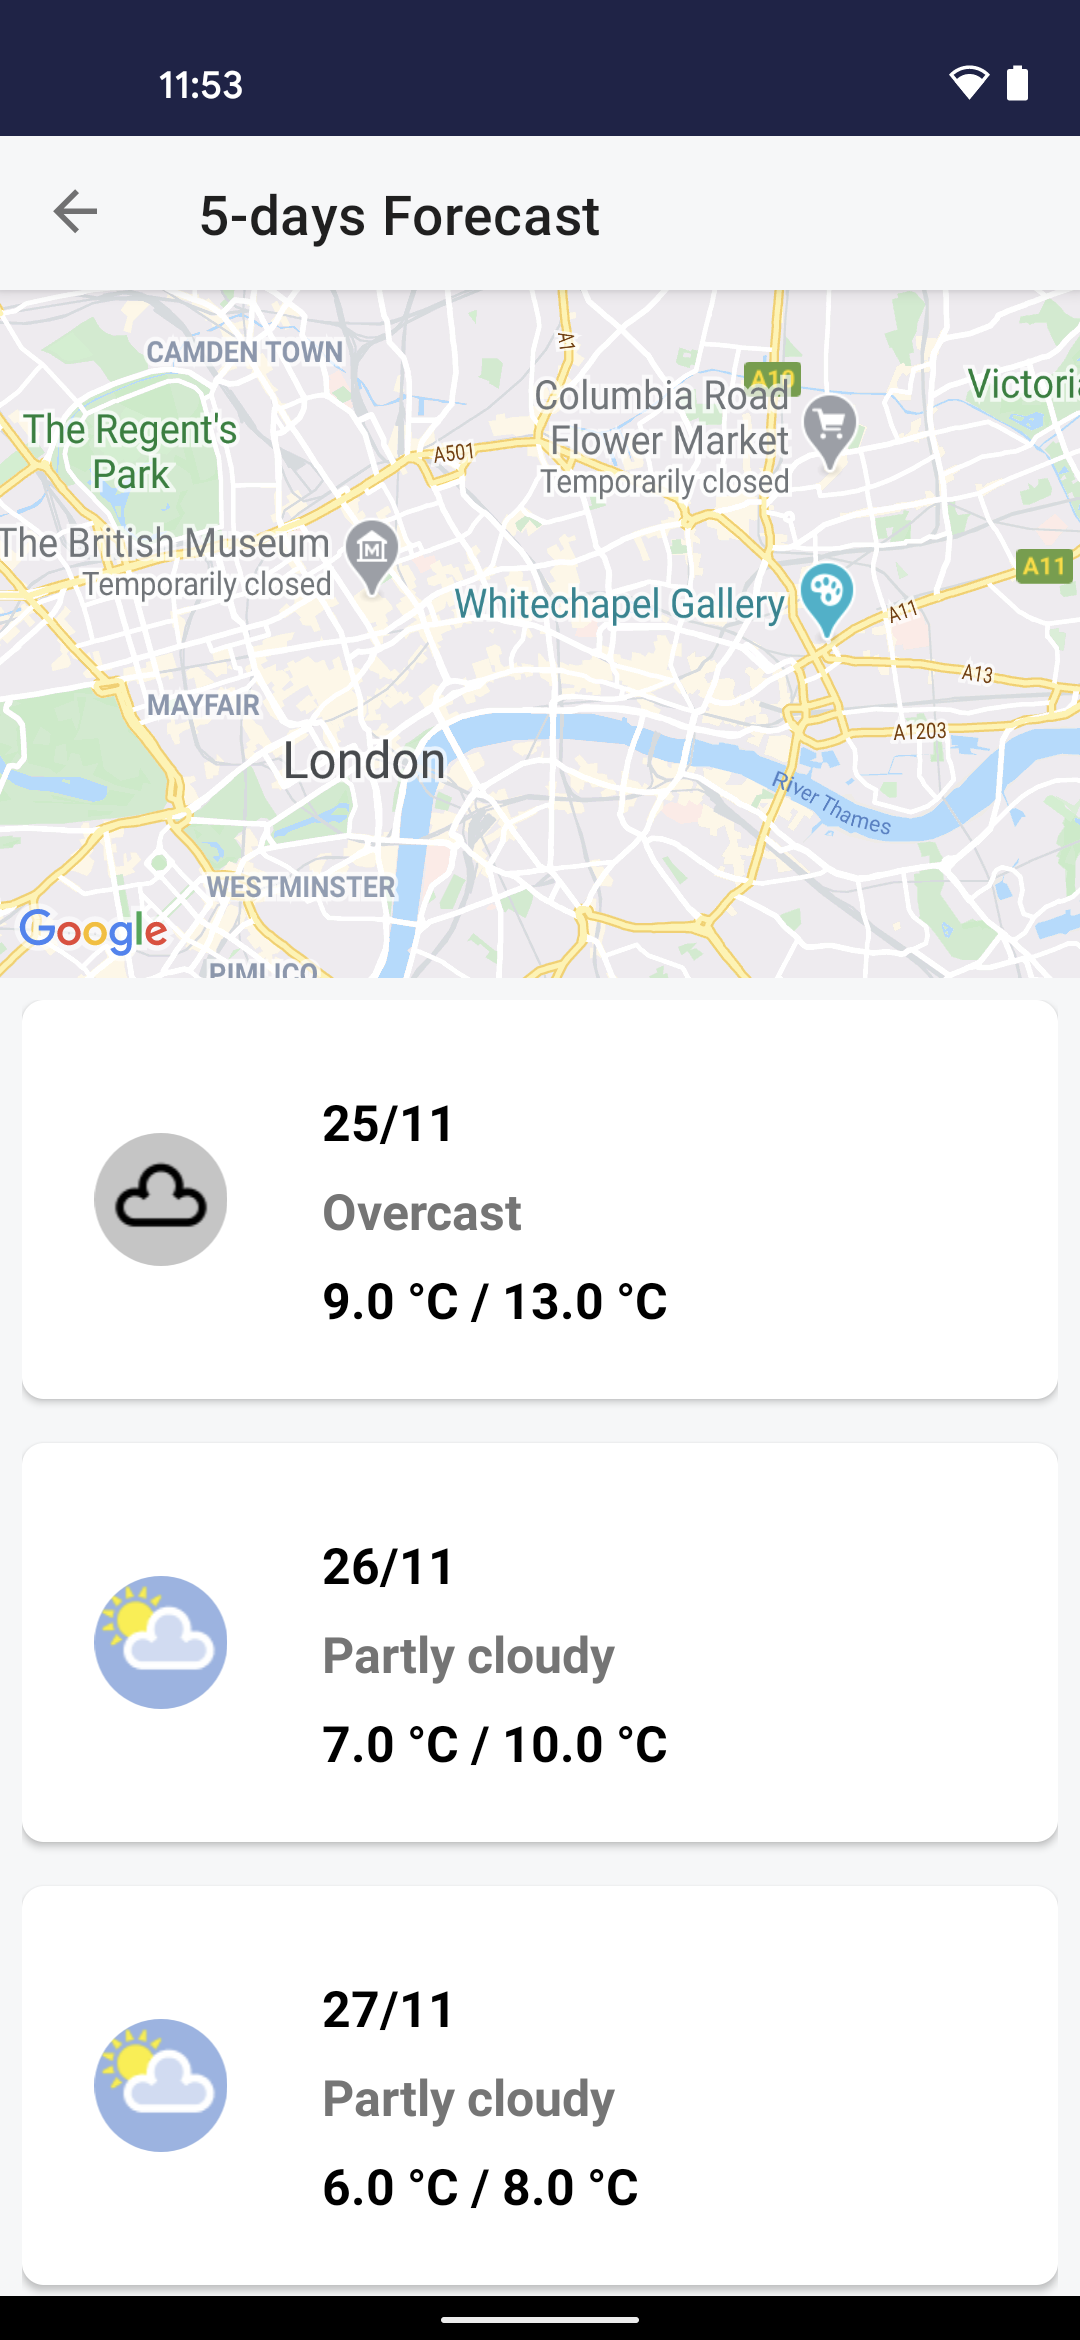 11:53
5-days Forecast
CAMDEN TOWN
A1
A10
Columbia Road
Flower Market
Temporarily closed
Victori
The Regent's
Park
A501
The British Museum
Temporarily closed
A11
Whitechapel Gallery
A11
A13
MAYFAIR
A1203
London
River Thames
WESTMINSTER
Google
PIMLICO
25/11
Overcast
9.0 °C / 13.0 °C
26/11
Partly cloudy
7.0 °C / 10.0 °C
27/11
Partly cloudy
6.0 °C / 8.0 °C